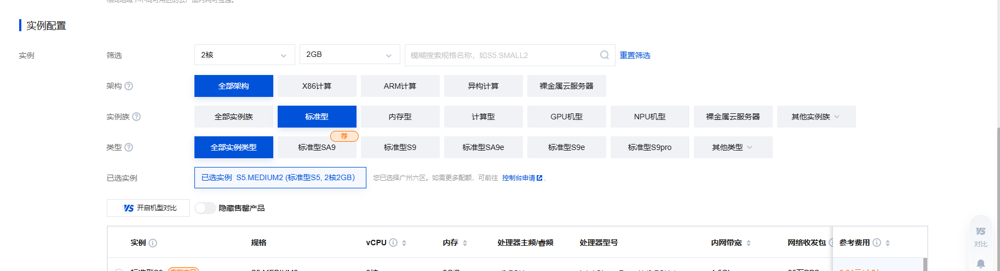 实例配置
实例 筛选 2核 2GB 模糊搜索规格名称，如S5.SMALL2 重置筛选
架构 全部架构 X86计算 ARM计算 异构计算 裸金属云服务器
实例族 全部实例族 标准型 内存型 计算型 GPU机型 NPU机型 裸金属云服务器 其他实例族
荐
类型 全部实例类型 标准型SA9 标准型S9 标准型SA9e 标准型S9e 标准型S9pro 其他类型
已选实例 已选实例 S5.MEDIUM2 (标准型S5, 2核2GB) 您已选择广州六区。如需更多配额，可前往 控制台申请 。
VS 开启机型对比 隐藏售罄产品
VS
对比
实例 规格 vCPU 内存 处理器主频/睿频 处理器型号 内网带宽 网络收发包 参考费用